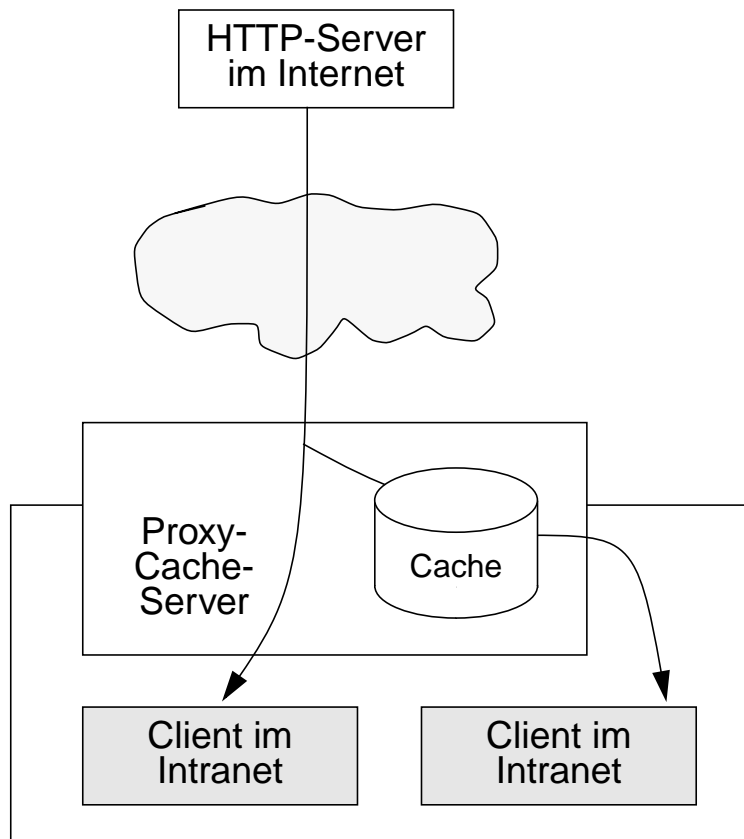 HTTP-Server
im Internet
Proxy-
Cache-
Server
Cache
Client im
Intranet
Client im
Intranet